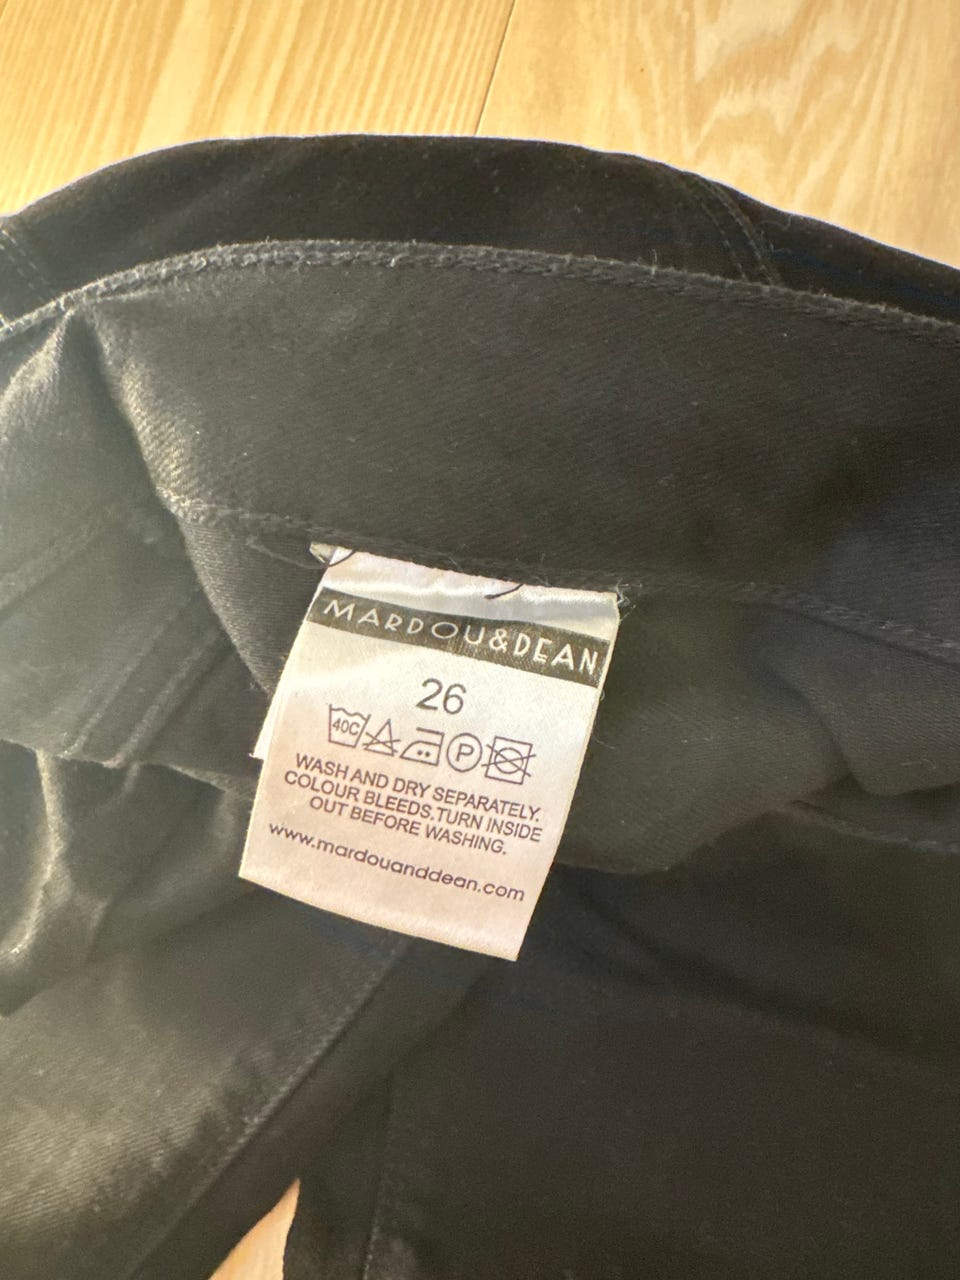 MARDOU&DEAN
26
40C P
WASH AND DRY SEPARATELY.
COLOUR BLEEDS.TURN INSIDE
OUT BEFORE WASHING.
www.mardouanddean.com